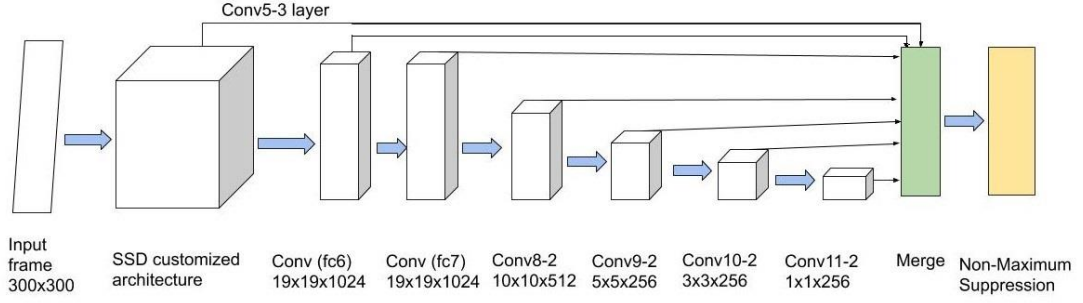 Conv5-3 layer
Input
frame
300x300
SSD customized
architecture
Conv (fc6)
19x19x1024
Conv (fc7)
19x19x1024
Conv8-2
10x10x512
Conv9-2
5x5x256
Conv10-2
3x3x256
Conv11-2
1x1x256
Merge
Non-Maximum
Suppression